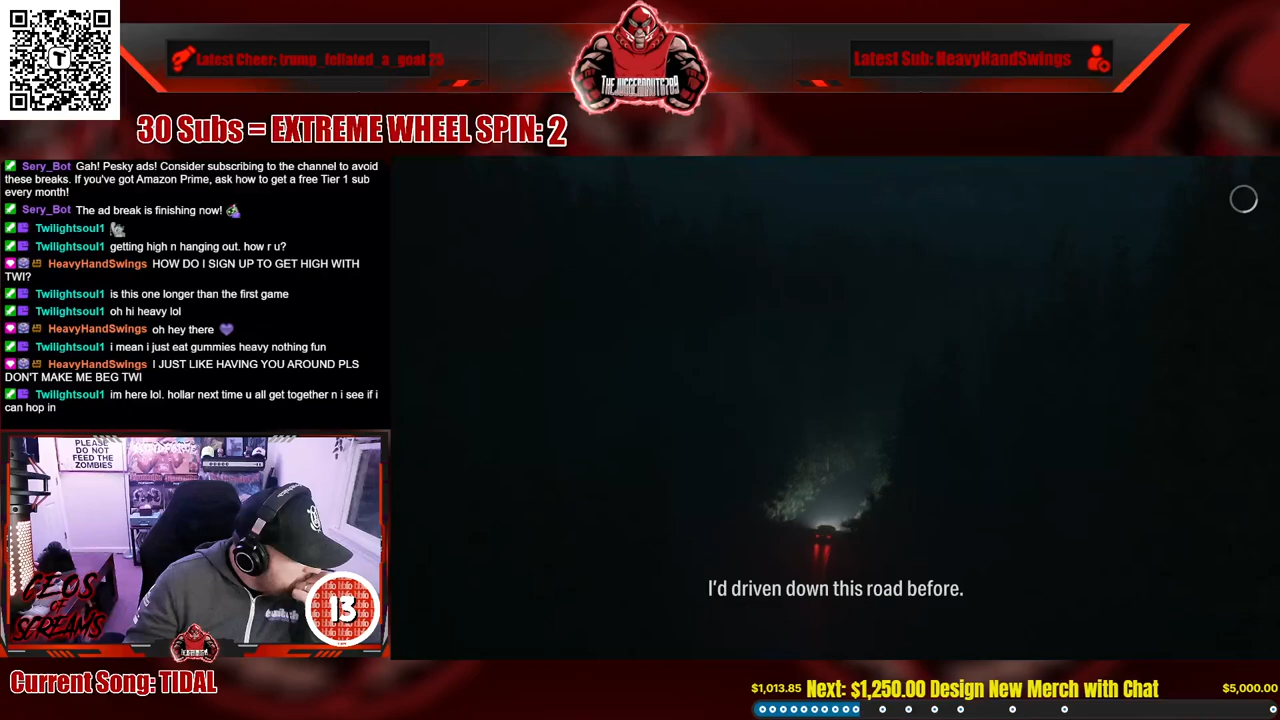 Latest Cheer: trump_fellated_a_goat 25
THEJUGGERNAUT6789
Latest Sub: HeavyHandSwings
30 Subs = EXTREME WHEEL SPIN: 2
Sery_Bot Gah! Pesky ads! Consider subscribing to the channel to avoid
these breaks. If you've got Amazon Prime, ask how to get a free Tier 1 sub
every month!
Sery_Bot The ad break is finishing now!
Twilightsoul1
Twilightsoul1 getting high n hanging out. how r u?
HeavyHandSwings HOW DO I SIGN UP TO GET HIGH WITH
TWI?
Twilightsoul1 is this one longer than the first game
Twilightsoul1 oh hi heavy lol
HeavyHandSwings oh hey there 💜
Twilightsoul1 i mean i just eat gummies heavy nothing fun
HeavyHandSwings I JUST LIKE HAVING YOU AROUND PLS
DON'T MAKE ME BEG TWI
Twilightsoul1 im here lol. hollar next time u all get together n i see if i
can hop in
PLEASE
DO NOT
FEED THE
ZOMBIES
GEOS
OF
SCREAMS
13
I'd driven down this road before.
Current Song: TIDAL
$1,013.85 Next: $1,250.00 Design New Merch with Chat $5,000.00